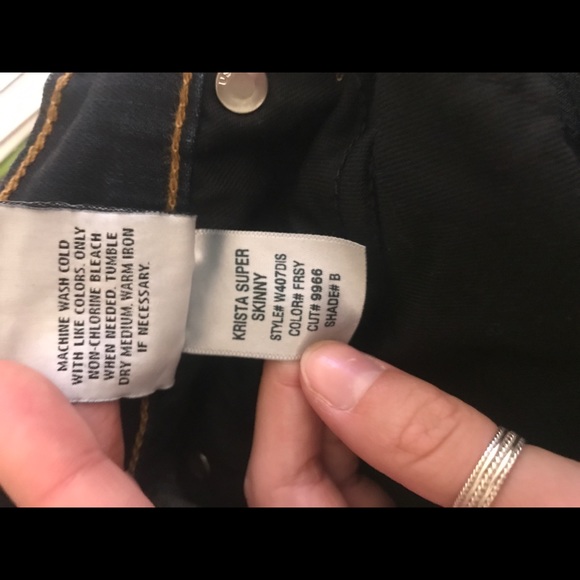 MACHINE WASH COLD
WITH LIKE COLORS. ONLY
NON-CHLORINE BLEACH
WHEN NEEDED. TUMBLE
DRY MEDIUM. WARM IRON
IF NECESSARY.
KRISTA SUPER
SKINNY
STYLE# W407DIS
COLOR# FRSY
CUT# 9966
SHADE# B